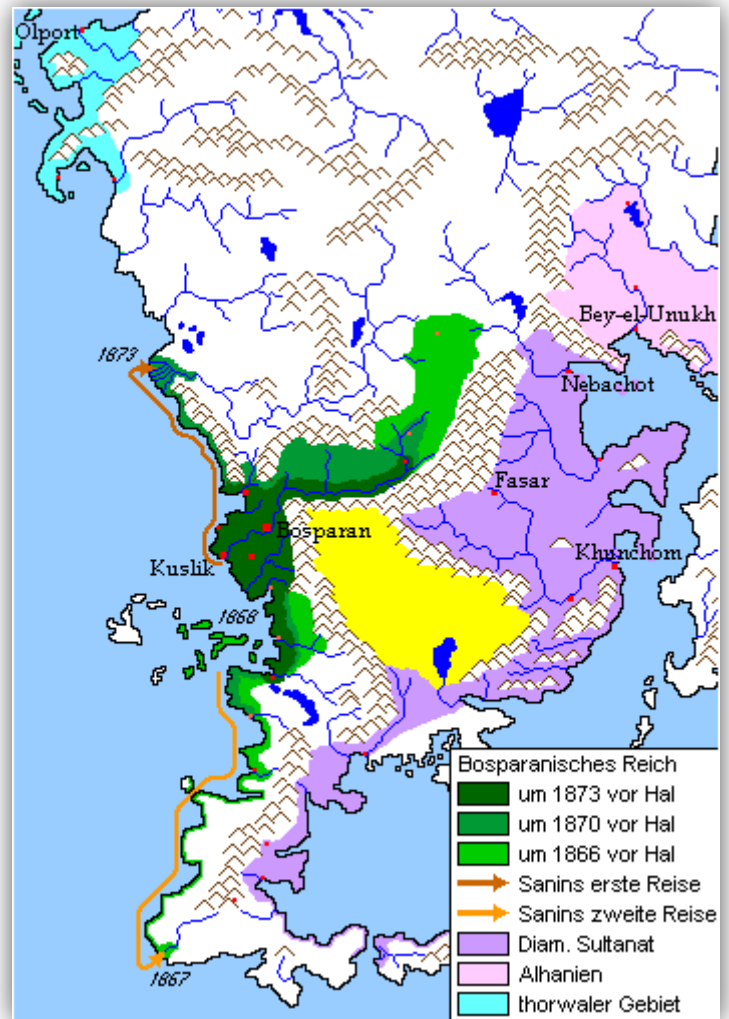 Olport
Bey-el-Unukh
1873
Nebachot
Fasar
Bosparan
Khunchom
Kuslik
1868
Bosparanisches Reich
um 1873 vor Hal
um 1870 vor Hal
um 1866 vor Hal
Sanins erste Reise
Sanins zweite Reise
Diam. Sultanat
Alhanien
thorwaler Gebiet
1867